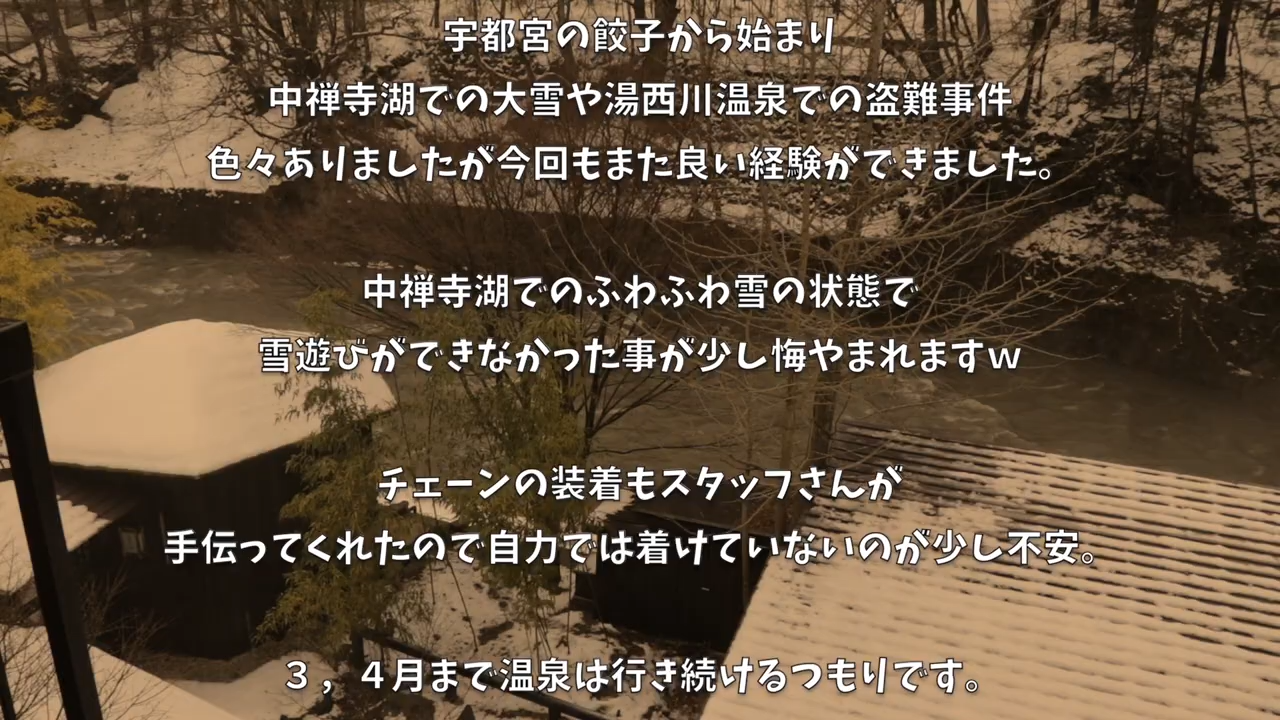 宇都宮の餃子から始まり
中禅寺湖での大雪や湯西川温泉での盗難事件
色々ありましたが今回もまた良い経験ができました。
中禅寺湖でのふわふわ雪の状態で
雪遊びができなかった事が少し悔やまれますｗ
チェーンの装着もスタッフさんが
手伝ってくれたので自力では着けていないのが少し不安。
３，４月まで温泉は行き続けるつもりです。